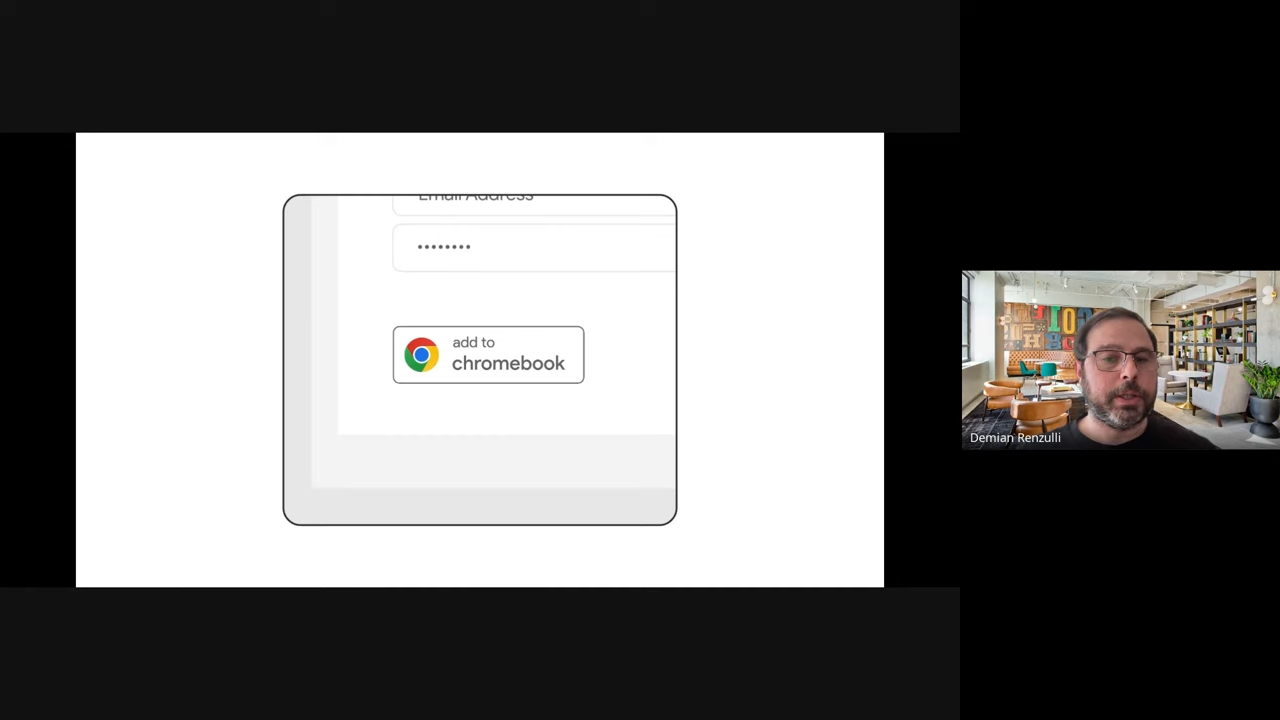 Email Address
••••••••
add to
chromebook
Demian Renzulli